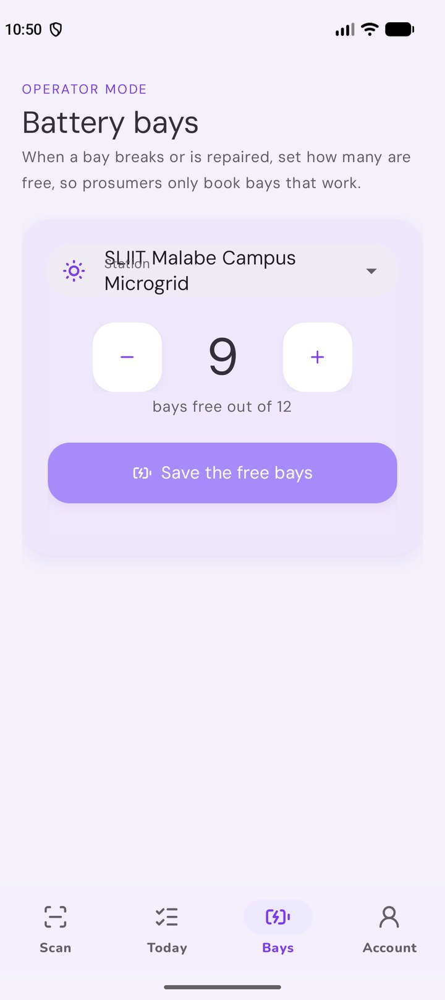 10:50
OPERATOR MODE
Battery bays
When a bay breaks or is repaired, set how many are
free, so prosumers only book bays that work.
Station
SLIIT Malabe Campus
Microgrid
− 9 +
bays free out of 12
Save the free bays
Scan Today Bays Account